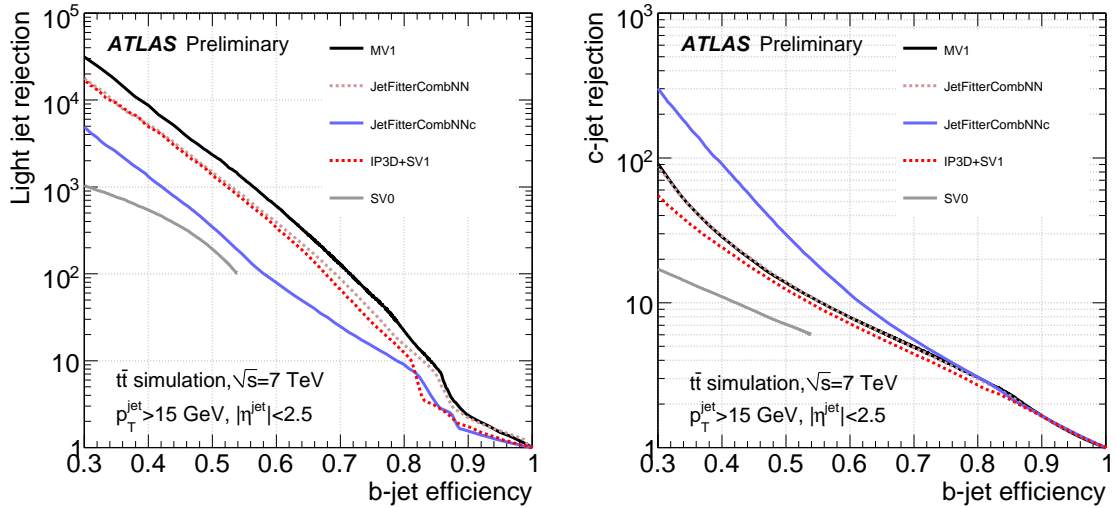 Light jet rejection
10^5
10^4
10^3
10^2
10
1
ATLAS Preliminary
MV1
JetFitterCombNN
JetFitterCombNNc
IP3D+SV1
SV0
tt̄ simulation, √s=7 TeV
p_T^jet>15 GeV, |η^jet|<2.5
0.3 0.4 0.5 0.6 0.7 0.8 0.9 1
b-jet efficiency
c-jet rejection
10^3
10^2
10
1
ATLAS Preliminary
MV1
JetFitterCombNN
JetFitterCombNNc
IP3D+SV1
SV0
tt̄ simulation, √s=7 TeV
p_T^jet>15 GeV, |η^jet|<2.5
0.3 0.4 0.5 0.6 0.7 0.8 0.9 1
b-jet efficiency